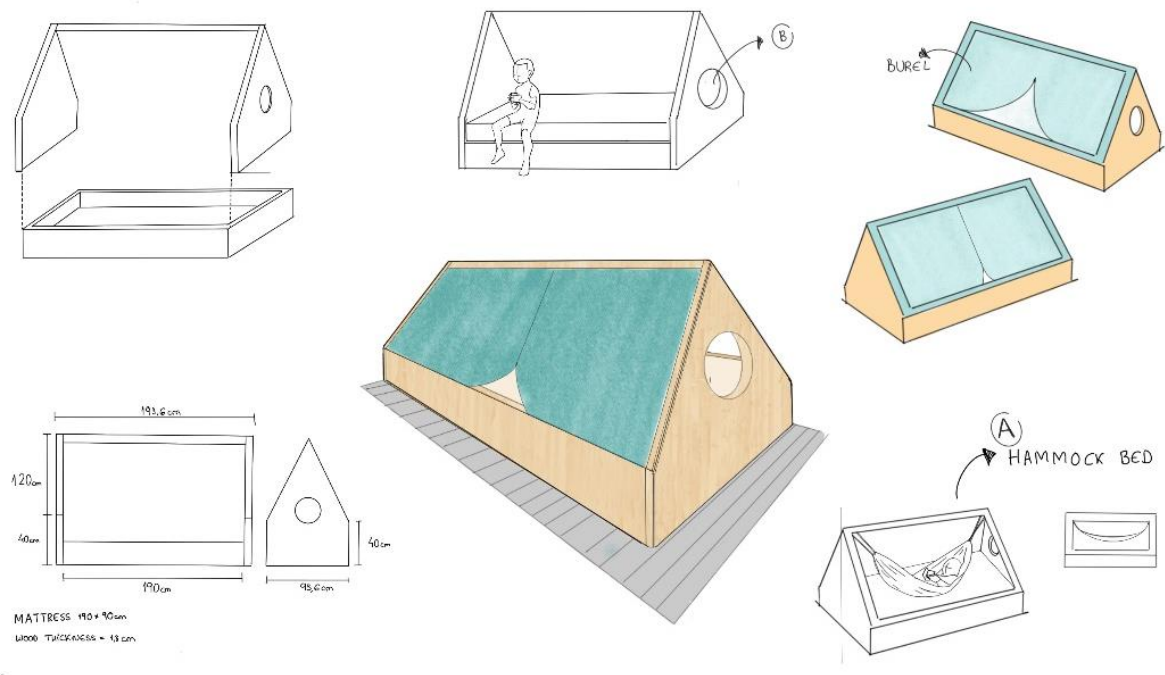 B
BUREL
A
HAMMOCK BED
193,6cm
120cm
40cm
190cm
40cm
93,6cm
MATTRESS 190 x 90cm
WOOD THICKNESS = 1,8 cm